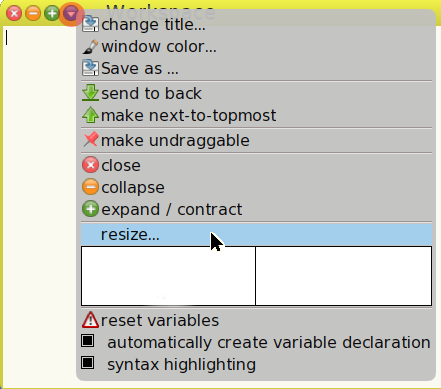 Workspace
change title...
window color...
Save as ...
send to back
make next-to-topmost
make undraggable
close
collapse
expand / contract
resize...
reset variables
automatically create variable declaration
syntax highlighting